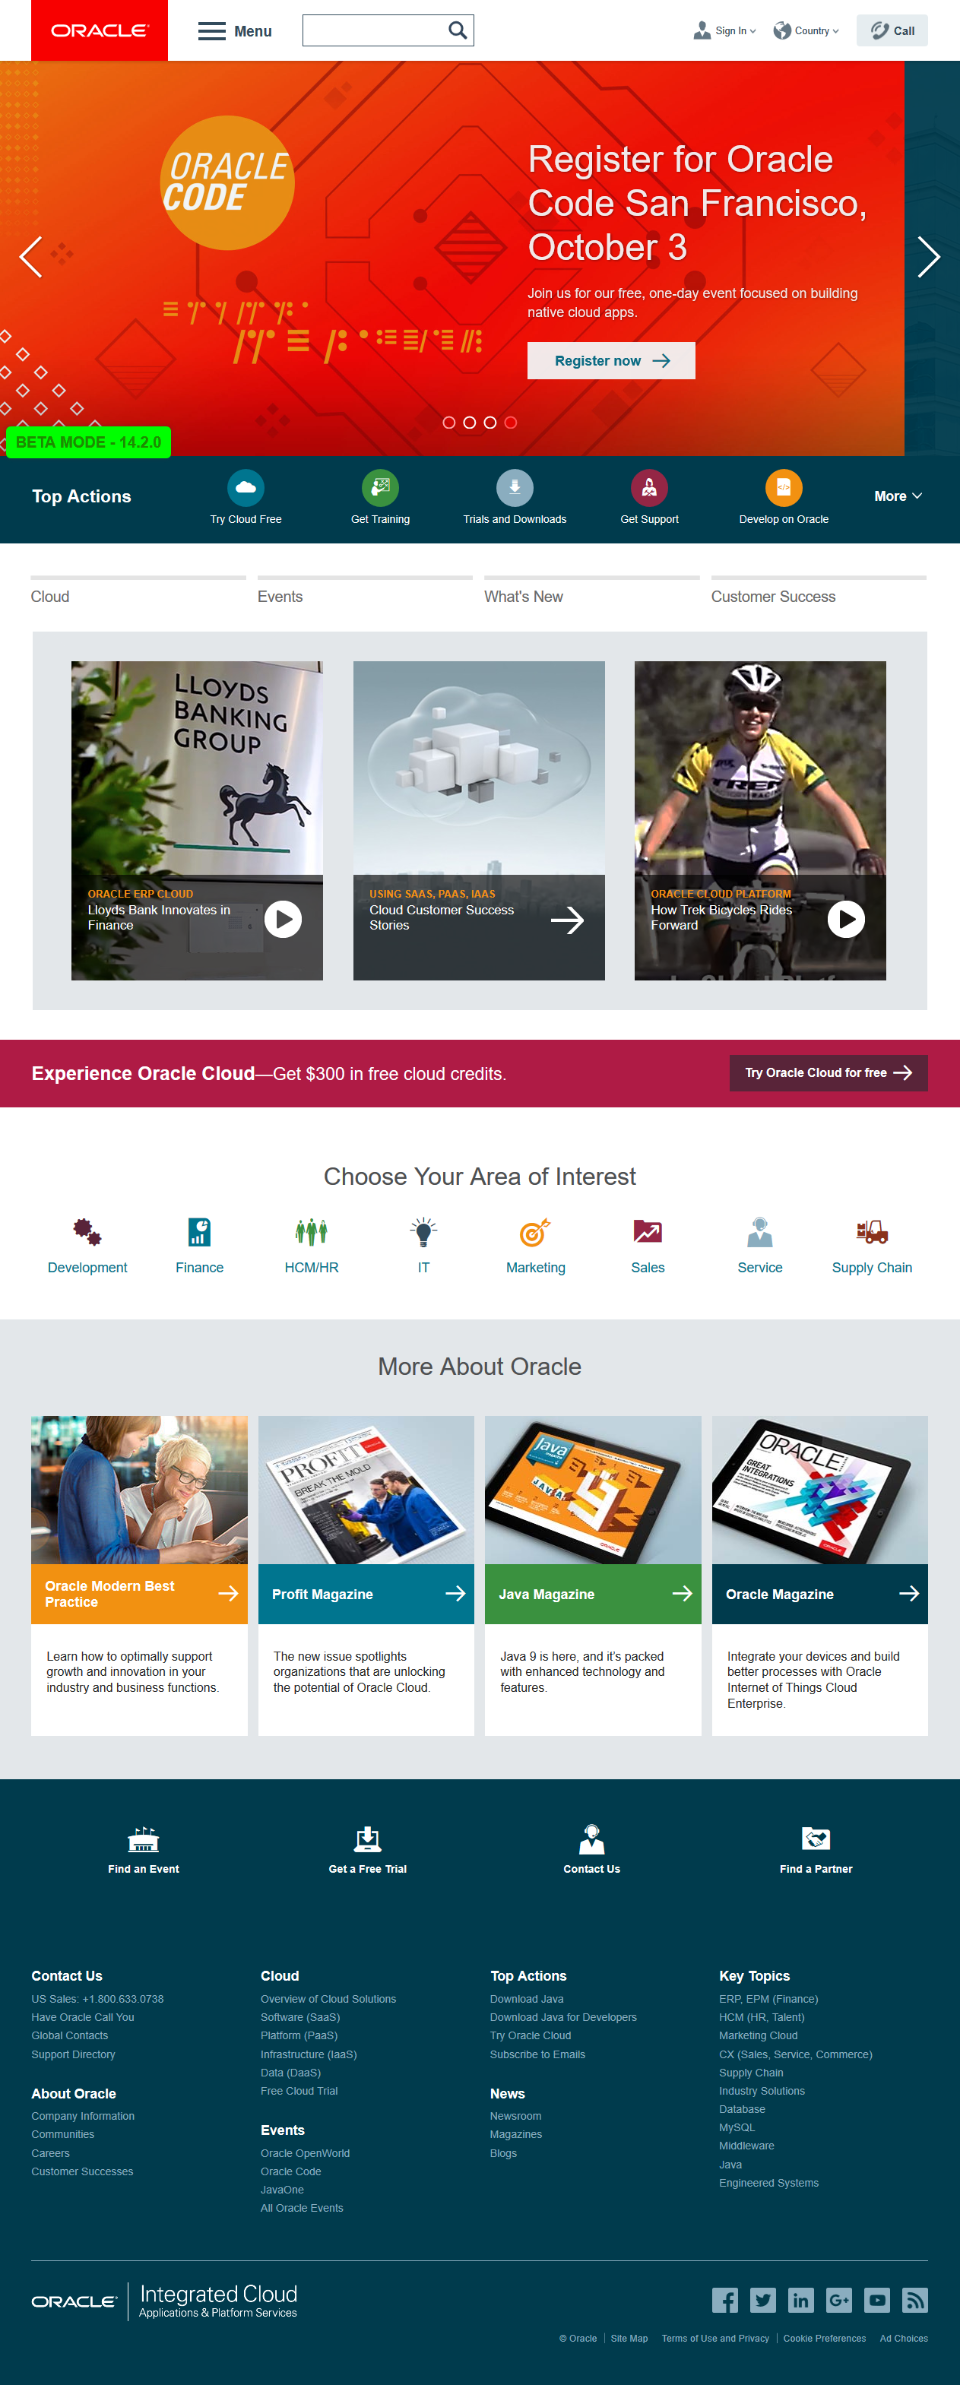 ORACLE
Menu
Sign In
Country
Call
ORACLE
CODE
Register for Oracle
Code San Francisco,
October 3
Join us for our free, one-day event focused on building
native cloud apps.
Register now
BETA MODE - 14.2.0
Top Actions
Try Cloud Free
Get Training
Trials and Downloads
Get Support
Develop on Oracle
More
Cloud
Events
What's New
Customer Success
LLOYDS
BANKING
GROUP
ORACLE ERP CLOUD
Lloyds Bank Innovates in
Finance
USING SAAS, PAAS, IAAS
Cloud Customer Success
Stories
TREK
ORACLE CLOUD PLATFORM
How Trek Bicycles Rides
Forward
Experience Oracle Cloud—Get $300 in free cloud credits.
Try Oracle Cloud for free
Choose Your Area of Interest
Development
Finance
HCM/HR
IT
Marketing
Sales
Service
Supply Chain
More About Oracle
PROFIT
BREAK THE MOLD
Java
JAVA
ORACLE
GREAT
INTEGRATIONS
Oracle Modern Best
Practice
Profit Magazine
Java Magazine
Oracle Magazine
Learn how to optimally support
growth and innovation in your
industry and business functions.
The new issue spotlights
organizations that are unlocking
the potential of Oracle Cloud.
Java 9 is here, and it's packed
with enhanced technology and
features.
Integrate your devices and build
better processes with Oracle
Internet of Things Cloud
Enterprise.
Find an Event
Get a Free Trial
Contact Us
Find a Partner
Contact Us
US Sales: +1.800.633.0738
Have Oracle Call You
Global Contacts
Support Directory
About Oracle
Company Information
Communities
Careers
Customer Successes
Cloud
Overview of Cloud Solutions
Software (SaaS)
Platform (PaaS)
Infrastructure (IaaS)
Data (DaaS)
Free Cloud Trial
Events
Oracle OpenWorld
Oracle Code
JavaOne
All Oracle Events
Top Actions
Download Java
Download Java for Developers
Try Oracle Cloud
Subscribe to Emails
News
Newsroom
Magazines
Blogs
Key Topics
ERP, EPM (Finance)
HCM (HR, Talent)
Marketing Cloud
CX (Sales, Service, Commerce)
Supply Chain
Industry Solutions
Database
MySQL
Middleware
Java
Engineered Systems
ORACLE
Integrated Cloud
Applications & Platform Services
© Oracle
Site Map
Terms of Use and Privacy
Cookie Preferences
Ad Choices